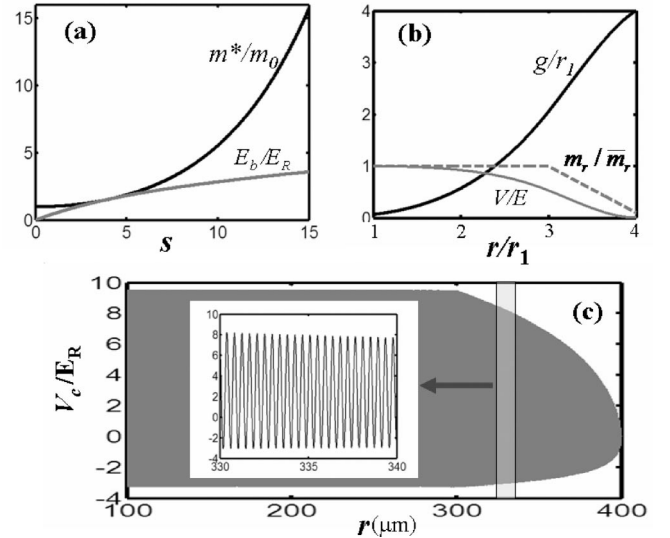 (a)
m*/m0
Eb/ER
15
10
5
0
0 5 10 15
s
(b)
g/r1
mr / m̅r
V/E
4
3
2
1
0
1 2 3 4
r/r1
(c)
Vc/ER
10
8
6
4
2
0
-2
-4
100 200 300 400
r(μm)
8
6
4
2
0
-2
-4
330 335 340